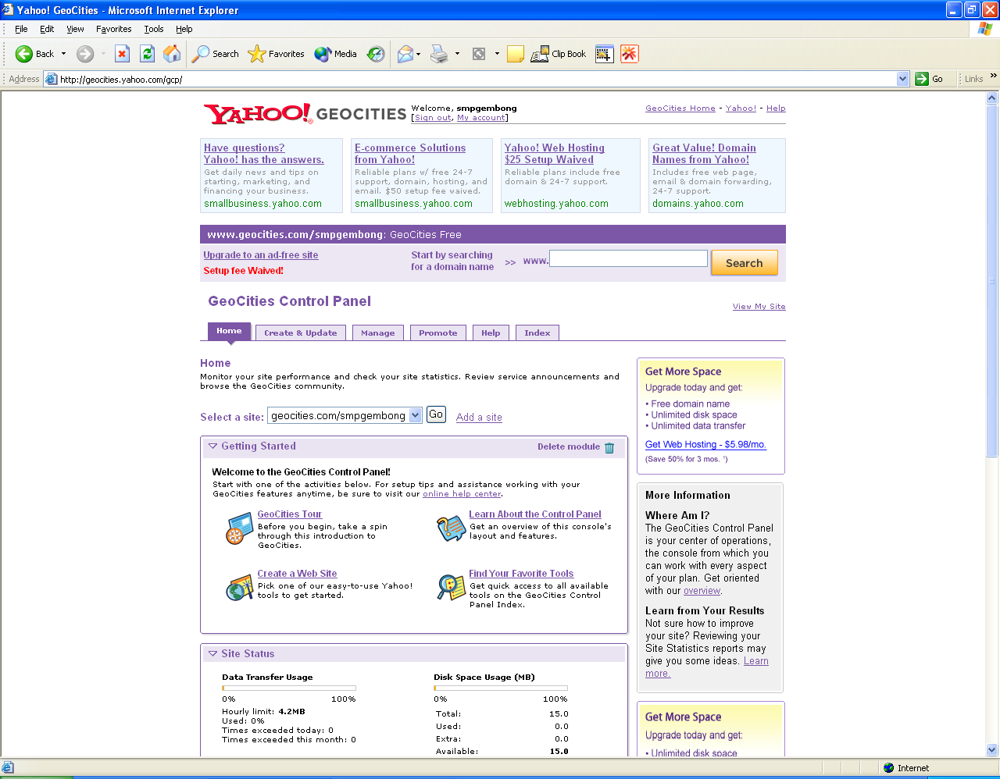 Yahoo! GeoCities - Microsoft Internet Explorer
File Edit View Favorites Tools Help
Back Search Favorites Media Clip Book
Address http://geocities.yahoo.com/gcp/ Go Links »
YAHOO!® GEOCITIES
Welcome, smpgembong
[Sign out, My account]
GeoCities Home - Yahoo! - Help
Have questions?
Yahoo! has the answers.
Get daily news and tips on
starting, marketing, and
financing your business.
smallbusiness.yahoo.com
E-commerce Solutions
from Yahoo!
Reliable plans w/ free 24-7
support, domain, hosting, and
email. $50 setup fee waived.
smallbusiness.yahoo.com
Yahoo! Web Hosting
$25 Setup Waived
Reliable plans include free
domain & 24-7 support.
webhosting.yahoo.com
Great Value! Domain
Names from Yahoo!
Includes free web page,
email & domain forwarding,
24-7 support.
domains.yahoo.com
www.geocities.com/smpgembong: GeoCities Free
Upgrade to an ad-free site
Setup fee Waived!
Start by searching
for a domain name
>> www. Search
GeoCities Control Panel
View My Site
Home Create & Update Manage Promote Help Index
Home
Monitor your site performance and check your site statistics. Review service announcements and
browse the GeoCities community.
Select a site: geocities.com/smpgembong Go Add a site
Getting Started Delete module
Welcome to the GeoCities Control Panel!
Start with one of the activities below. For setup tips and assistance working with your
GeoCities features anytime, be sure to visit our online help center.
GeoCities Tour
Before you begin, take a spin
through this introduction to
GeoCities.
Learn About the Control Panel
Get an overview of this console's
layout and features.
Create a Web Site
Pick one of our easy-to-use Yahoo!
tools to get started.
Find Your Favorite Tools
Get quick access to all available
tools on the GeoCities Control
Panel Index.
Site Status
Data Transfer Usage
0% 100%
Hourly limit: 4.2MB
Used: 0%
Times exceeded today: 0
Times exceeded this month: 0
Disk Space Usage (MB)
0% 100%
Total: 15.0
Used: 0.0
Extra: 0.0
Available: 15.0
Get More Space
Upgrade today and get:
• Free domain name
• Unlimited disk space
• Unlimited data transfer
Get Web Hosting - $5.98/mo.
(Save 50% for 3 mos. ¹)
More Information
Where Am I?
The GeoCities Control Panel
is your center of operations,
the console from which you
can work with every aspect
of your plan. Get oriented
with our overview.
Learn from Your Results
Not sure how to improve
your site? Reviewing your
Site Statistics reports may
give you some ideas. Learn
more.
Get More Space
Upgrade today and get:
• Unlimited disk space
Internet